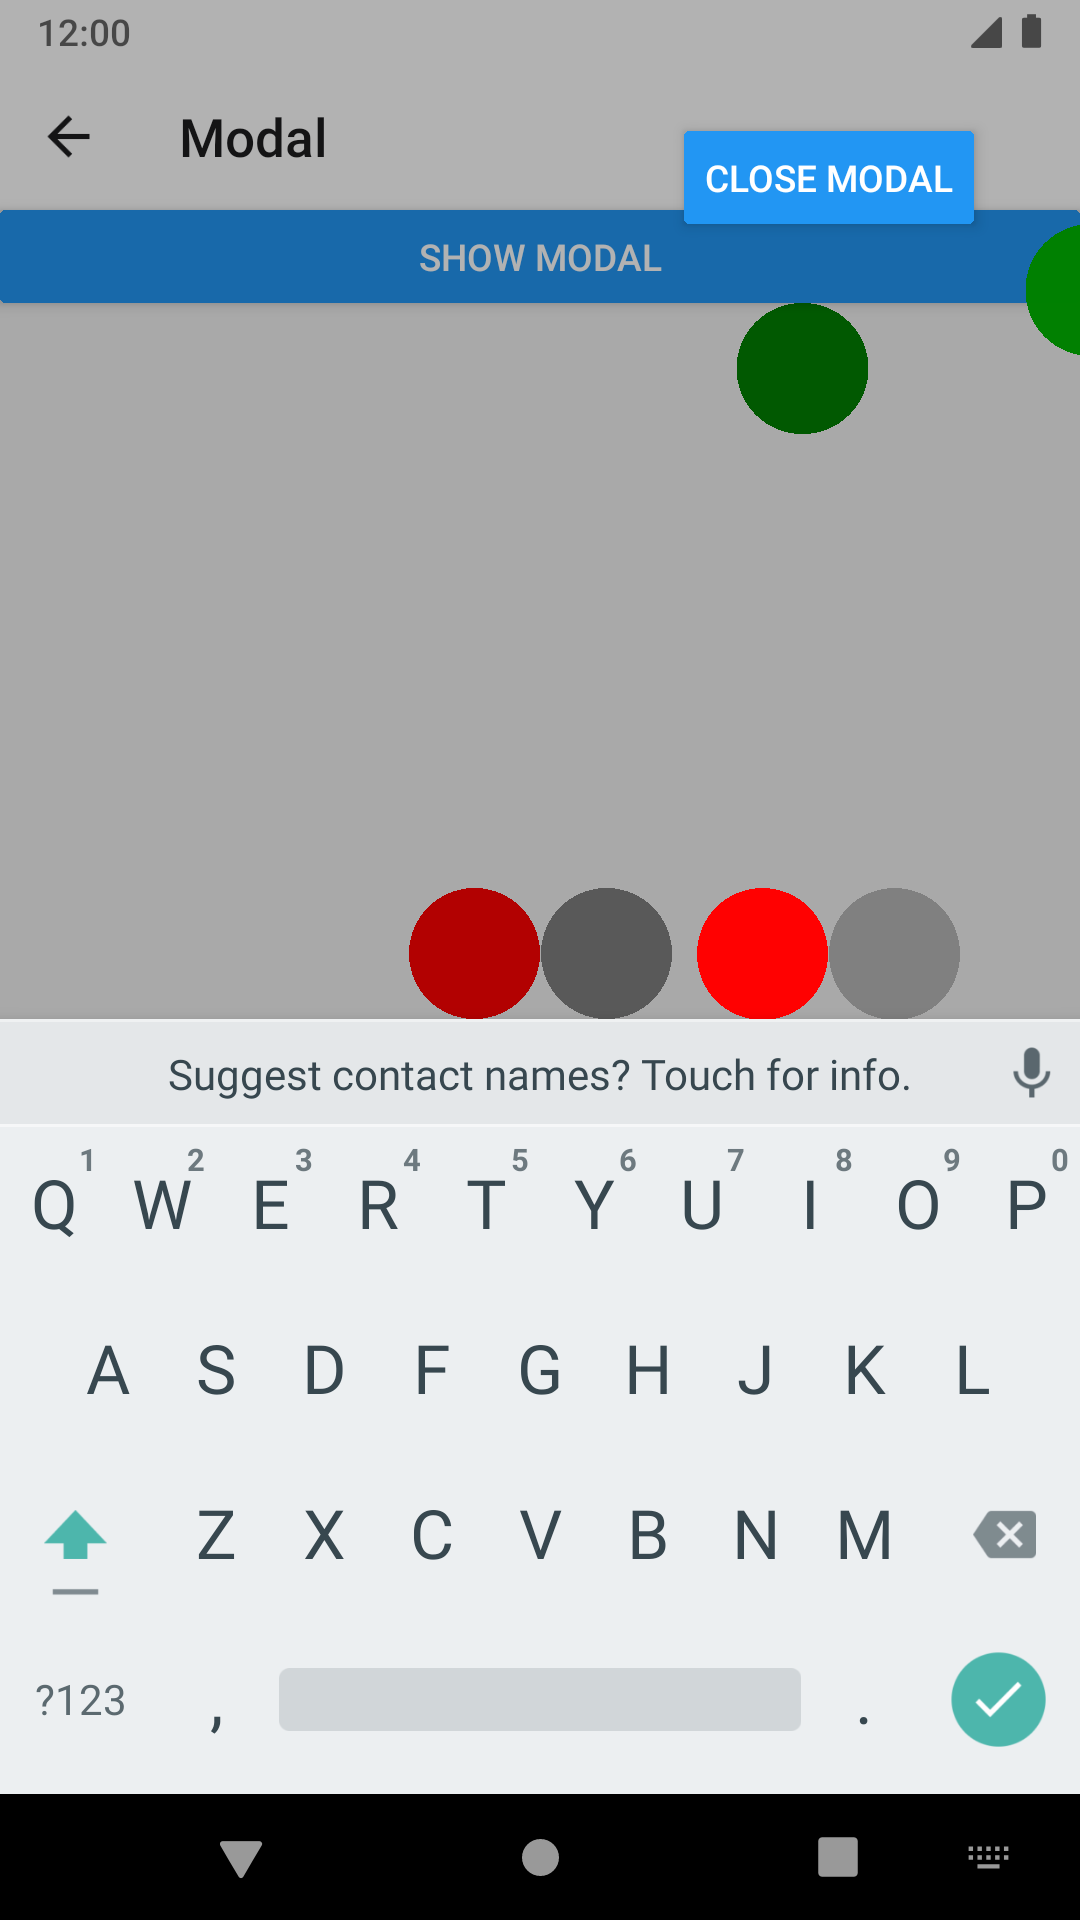 12:00
Modal
CLOSE MODAL
SHOW MODAL
Suggest contact names? Touch for info.
1 2 3 4 5 6 7 8 9 0
Q W E R T Y U I O P
A S D F G H J K L
Z X C V B N M
?123 , .